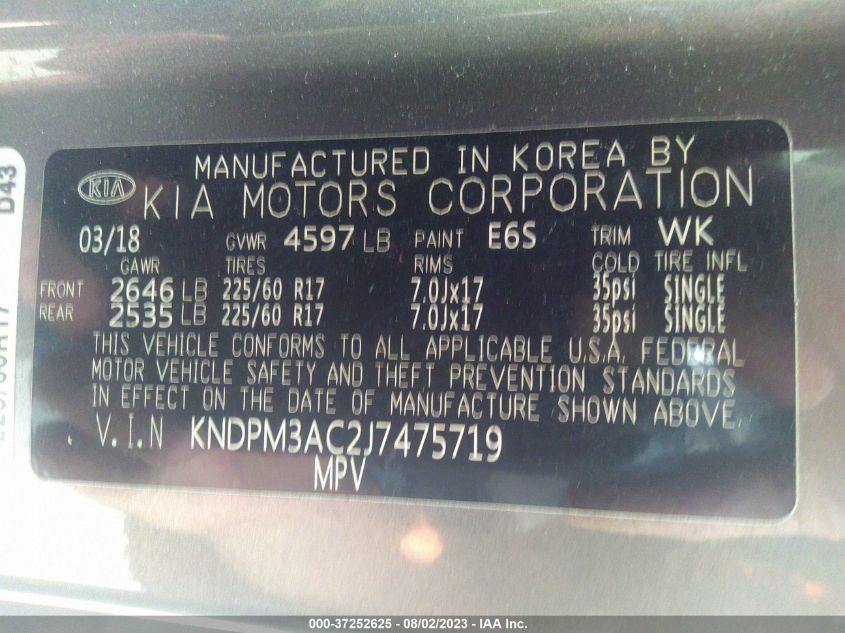 MANUFACTURED IN KOREA BY
KIA KIA MOTORS CORPORATION
03/18 GVWR 4597 LB PAINT E6S TRIM WK
GAWR TIRES RIMS COLD TIRE INFL
FRONT 2646 LB 225/60 R17 7.0Jx17 35psi SINGLE
REAR 2535 LB 225/60 R17 7.0Jx17 35psi SINGLE
THIS VEHICLE CONFORMS TO ALL APPLICABLE U.S.A. FEDERAL
MOTOR VEHICLE SAFETY AND THEFT PREVENTION STANDARDS
IN EFFECT ON THE DATE OF MANUFACTURE SHOWN ABOVE.
. V.I.N KNDPM3AC2J7475719
MPV
D43
000-37252625 - 08/02/2023 - IAA Inc.